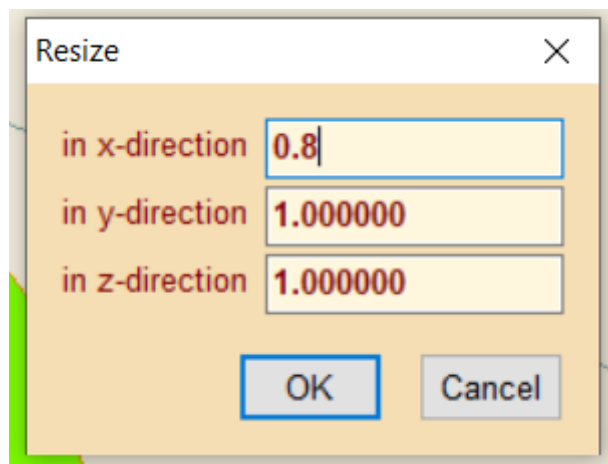 Resize
in x-direction 0.8
in y-direction 1.000000
in z-direction 1.000000
OK Cancel